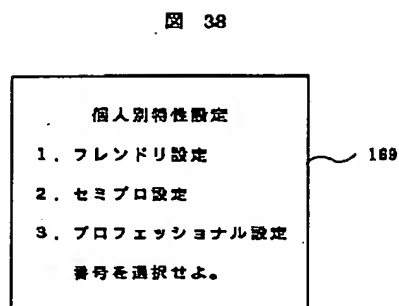 図 38
個人別特性設定
1. フレンドリ設定
169
2. セミプロ設定
3. プロフェッショナル設定
番号を選択せよ。